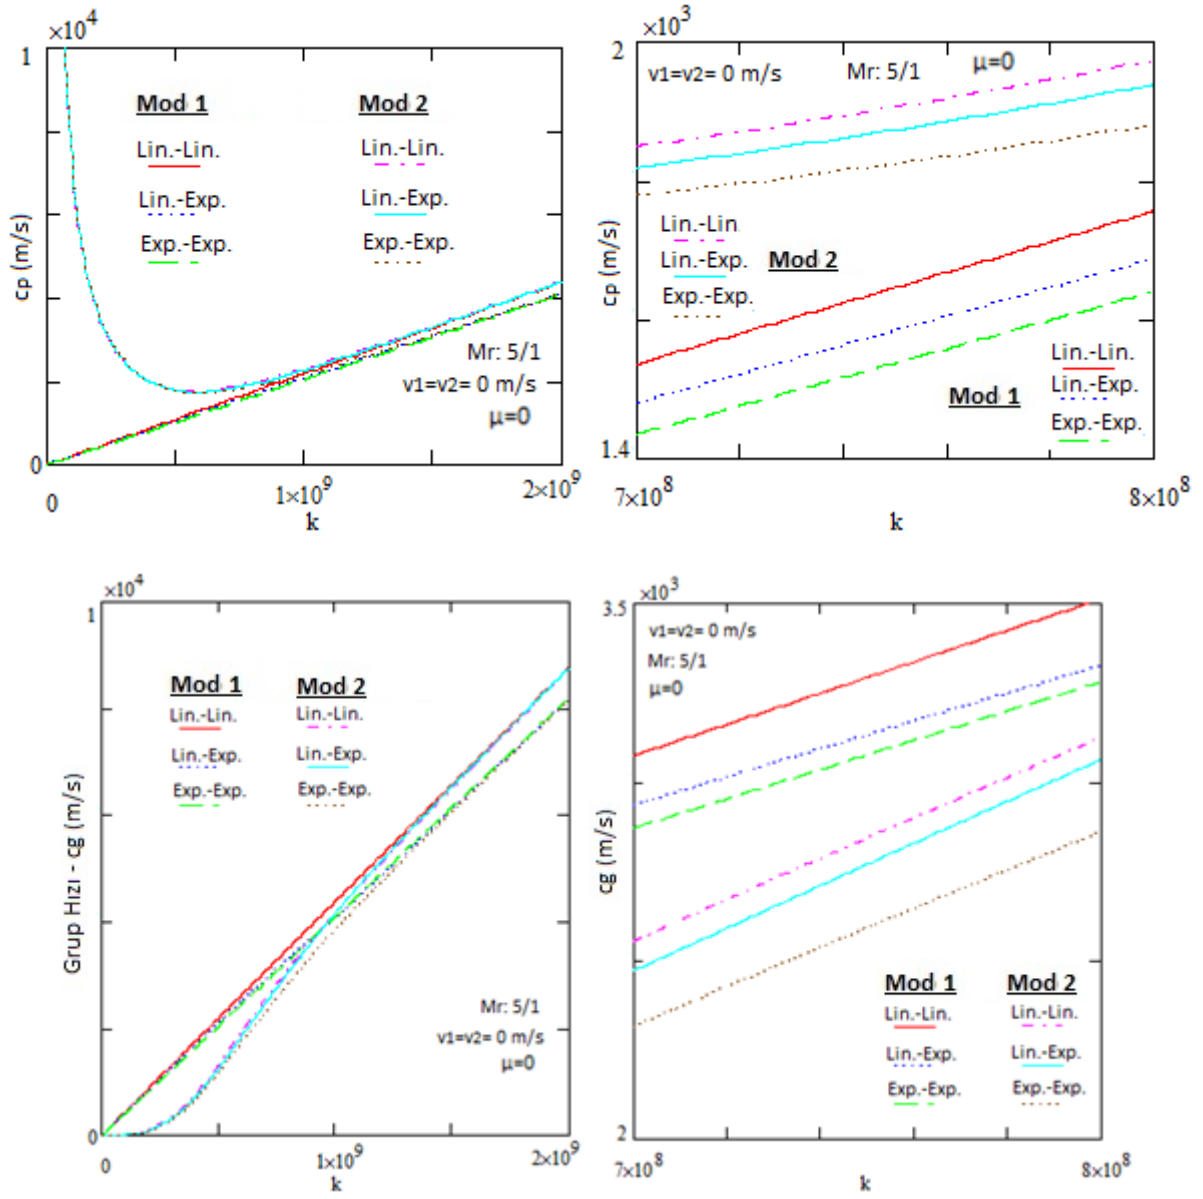 ×10⁴
1
Mod 1
Mod 2
Lin.-Lin.
Lin.-Lin.
Lin.-Exp.
Lin.-Exp.
Exp.-Exp.
Exp.-Exp.
cp (m/s)
Mr: 5/1
v1=v2= 0 m/s
μ=0
0
0
1×10⁹
2×10⁹
k
×10³
2
v1=v2= 0 m/s
Mr: 5/1
μ=0
cp (m/s)
Lin.-Lin
Lin.-Exp.
Mod 2
Exp.-Exp.
Lin.-Lin.
Mod 1
Lin.-Exp.
Exp.-Exp.
1.4
7×10⁸
8×10⁸
k
×10⁴
1
Mod 1
Mod 2
Lin.-Lin.
Lin.-Lin.
Lin.-Exp.
Lin.-Exp.
Exp.-Exp.
Exp.-Exp.
Grup Hızı - cg (m/s)
Mr: 5/1
v1=v2= 0 m/s
μ=0
0
0
1×10⁹
2×10⁹
k
×10³
3.5
v1=v2= 0 m/s
Mr: 5/1
μ=0
cg (m/s)
Mod 1
Mod 2
Lin.-Lin.
Lin.-Lin.
Lin.-Exp.
Lin.-Exp.
Exp.-Exp.
Exp.-Exp.
2
7×10⁸
8×10⁸
k